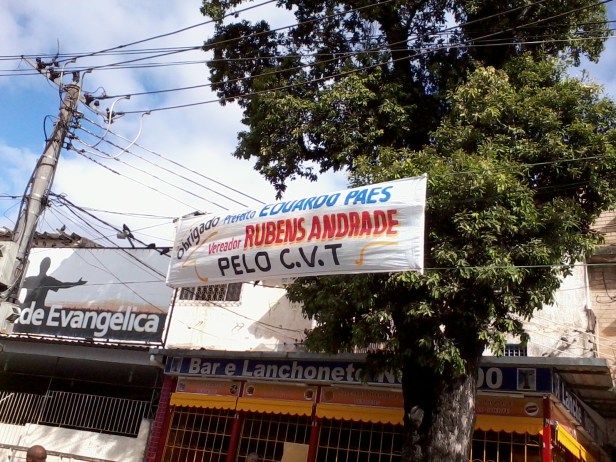 Obrigado Prefeito EDUARDO PAES
Vereador RUBENS ANDRADE
PELO C.V.T
de Evangélica
Bar e Lanchonete